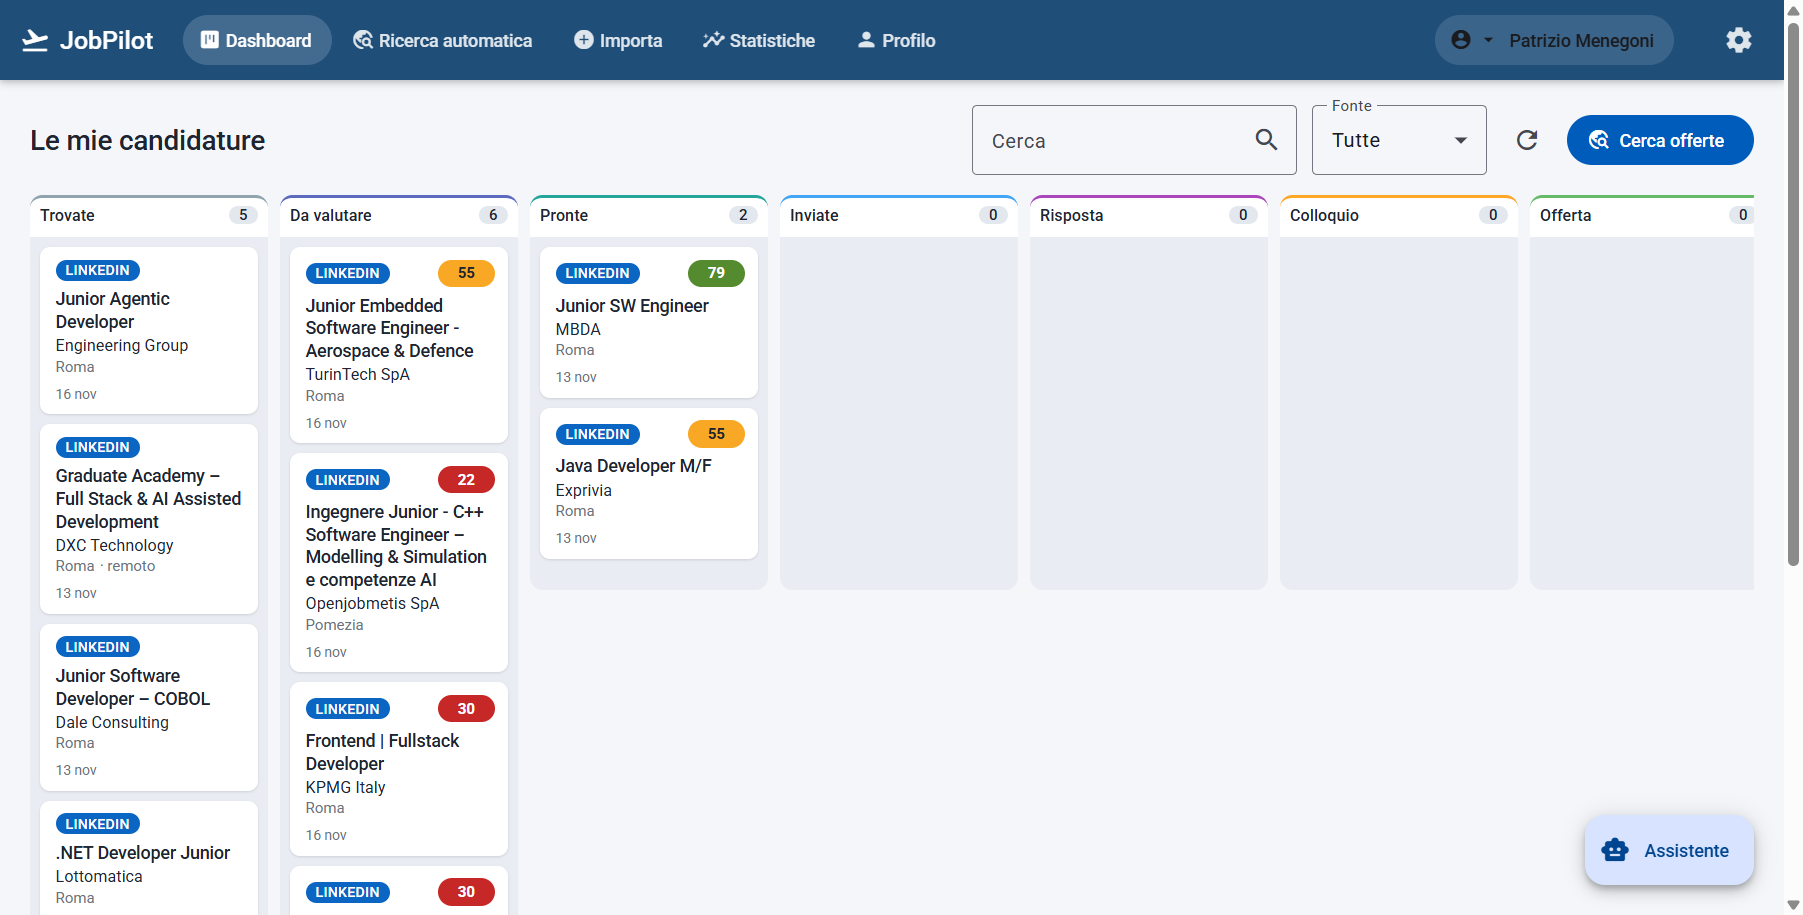 JobPilot
Dashboard
Ricerca automatica
Importa
Statistiche
Profilo
Patrizio Menegoni
Le mie candidature
Cerca
Fonte
Tutte
Cerca offerte
Trovate 5
LINKEDIN
Junior Agentic
Developer
Engineering Group
Roma
16 nov
LINKEDIN
Graduate Academy –
Full Stack & AI Assisted
Development
DXC Technology
Roma · remoto
13 nov
LINKEDIN
Junior Software
Developer – COBOL
Dale Consulting
Roma
13 nov
LINKEDIN
.NET Developer Junior
Lottomatica
Roma
Da valutare 6
LINKEDIN 55
Junior Embedded
Software Engineer -
Aerospace & Defence
TurinTech SpA
Roma
16 nov
LINKEDIN 22
Ingegnere Junior - C++
Software Engineer –
Modelling & Simulation
e competenze AI
Openjobmetis SpA
Pomezia
16 nov
LINKEDIN 30
Frontend | Fullstack
Developer
KPMG Italy
Roma
16 nov
LINKEDIN 30
Pronte 2
LINKEDIN 79
Junior SW Engineer
MBDA
Roma
13 nov
LINKEDIN 55
Java Developer M/F
Exprivia
Roma
13 nov
Inviate 0
Risposta 0
Colloquio 0
Offerta 0
Assistente